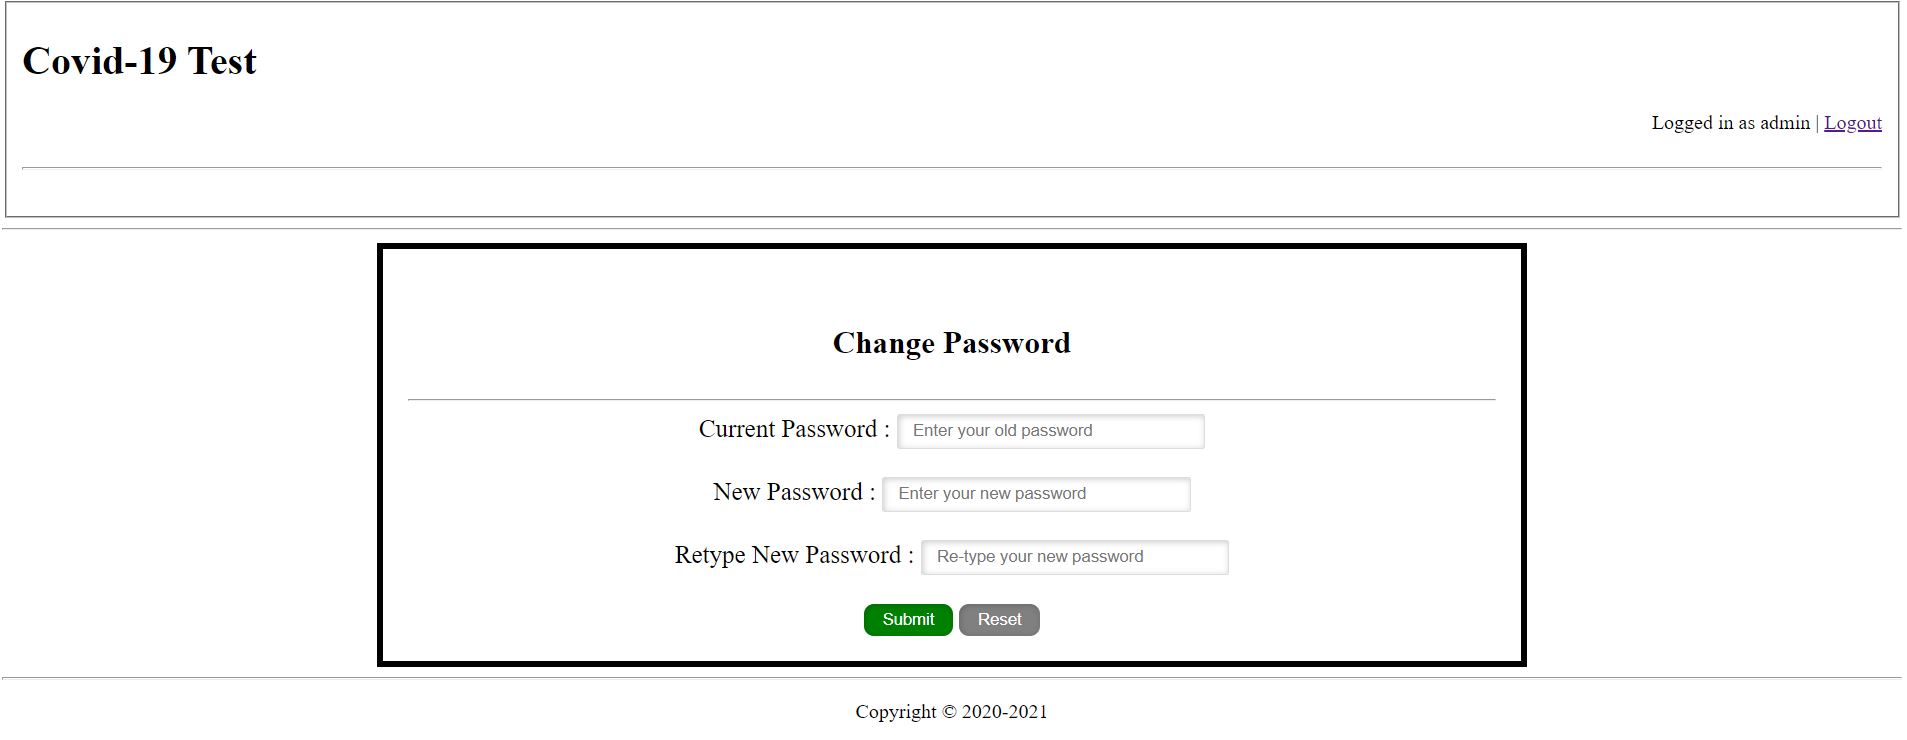 Covid-19 Test
Logged in as admin | Logout
Change Password
Current Password : Enter your old password
New Password : Enter your new password
Retype New Password : Re-type your new password
Submit Reset
Copyright © 2020-2021